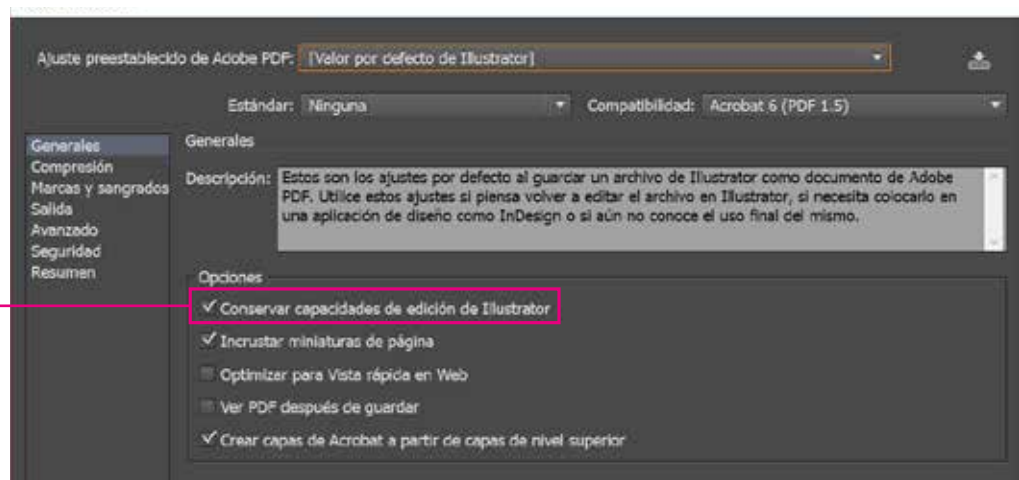 Ajuste preestablecido de Adobe PDF: [Valor por defecto de Illustrator]
Estándar: Ninguna Compatibilidad: Acrobat 6 (PDF 1.5)
Generales
Compresión
Marcas y sangrados
Salida
Avanzado
Seguridad
Resumen
Generales
Descripción: Estos son los ajustes por defecto al guardar un archivo de Illustrator como documento de Adobe
PDF. Utilice estos ajustes si piensa volver a editar el archivo en Illustrator, si necesita colocarlo en
una aplicación de diseño como InDesign o si aún no conoce el uso final del mismo.
Opciones
Conservar capacidades de edición de Illustrator
Incrustar miniaturas de página
Optimizar para Vista rápida en Web
Ver PDF después de guardar
Crear capas de Acrobat a partir de capas de nivel superior